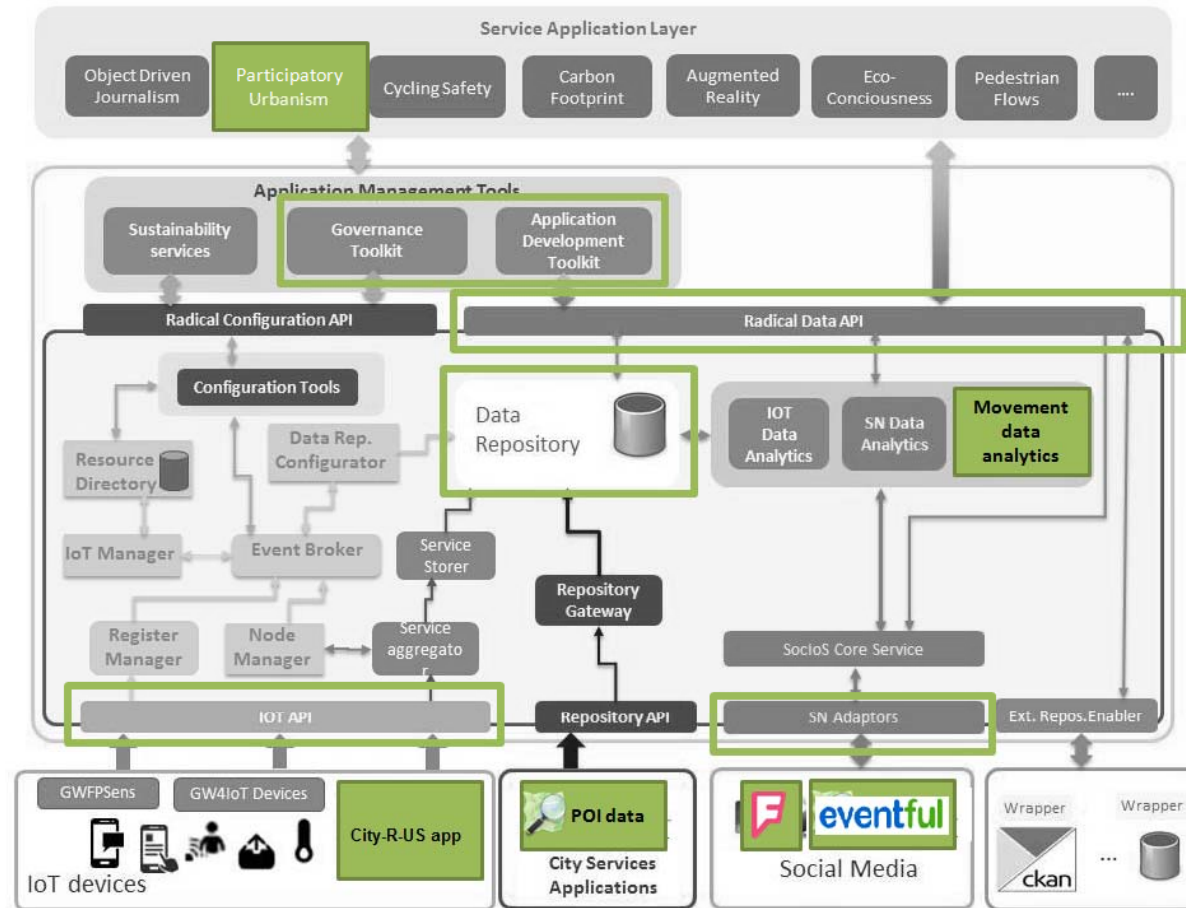 Service Application Layer
Object Driven
Journalism
Participatory
Urbanism
Cycling Safety
Carbon
Footprint
Augmented
Reality
Eco-
Conciousness
Pedestrian
Flows
....
Application Management Tools
Sustainability
services
Governance
Toolkit
Application
Development
Toolkit
Radical Configuration API
Radical Data API
Configuration Tools
Data
Repository
IOT
Data
Analytics
SN Data
Analytics
Movement
data
analytics
Data Rep.
Configurator
Resource
Directory
IoT Manager
Event Broker
Service
Storer
Repository
Gateway
Register
Manager
Node
Manager
Service
aggregato
r
SocIoS Core Service
IOT API
Repository API
SN Adaptors
Ext. Repos.Enabler
GWFPSens
GW4IoT Devices
City-R-US app
IoT devices
POI data
City Services
Applications
eventful
Social Media
Wrapper
Wrapper
ckan
...